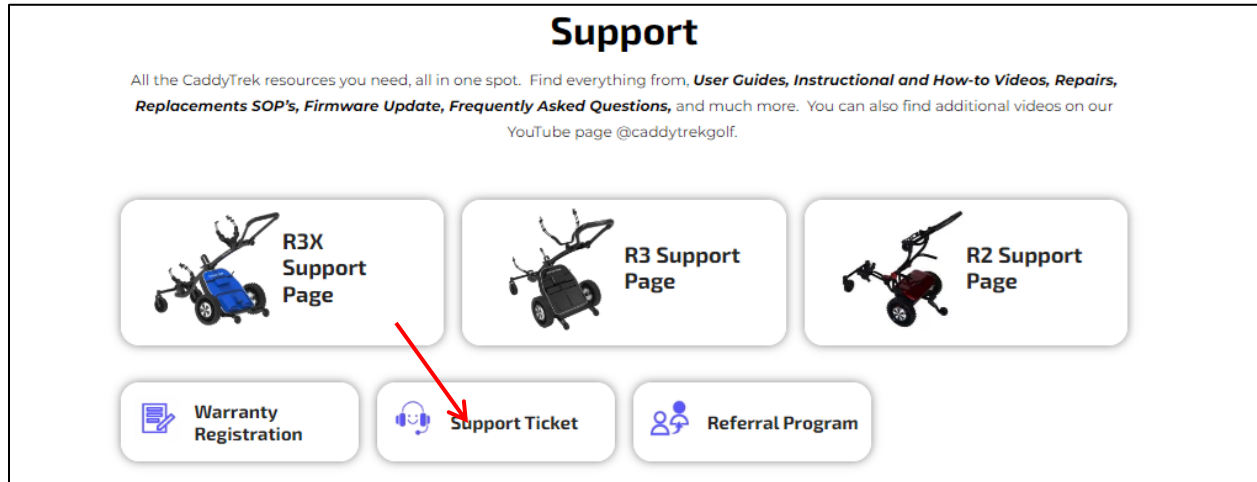 Support
All the CaddyTrek resources you need, all in one spot. Find everything from, User Guides, Instructional and How-to Videos, Repairs,
Replacements SOP's, Firmware Update, Frequently Asked Questions, and much more. You can also find additional videos on our
YouTube page @caddytrekgolf.
R3X
Support
Page
R3 Support
Page
R2 Support
Page
Warranty
Registration
Support Ticket
Referral Program